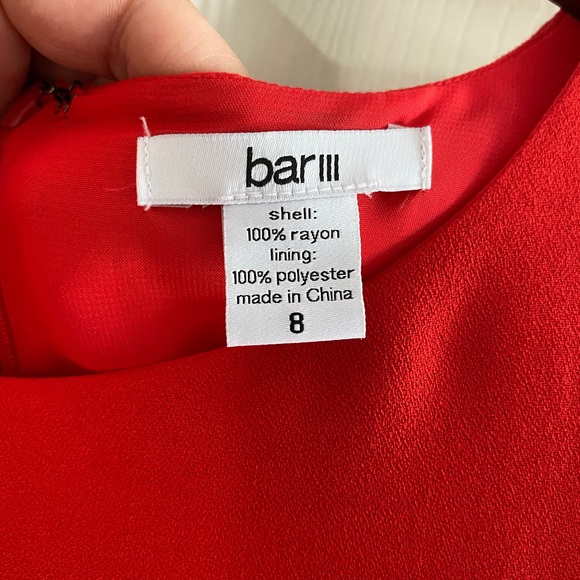 bar III
shell:
100% rayon
lining:
100% polyester
made in China
8